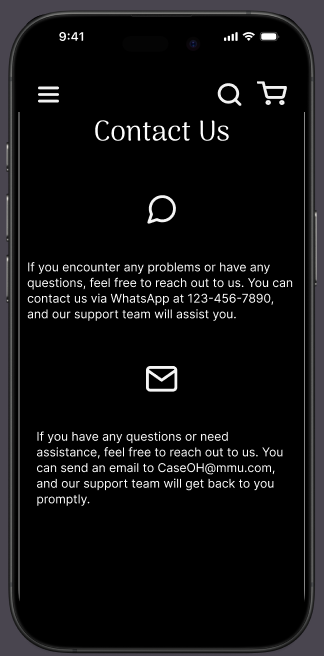 9:41
Contact Us
If you encounter any problems or have any
questions, feel free to reach out to us. You can
contact us via WhatsApp at 123-456-7890,
and our support team will assist you.
If you have any questions or need
assistance, feel free to reach out to us. You
can send an email to CaseOH@mmu.com,
and our support team will get back to you
promptly.